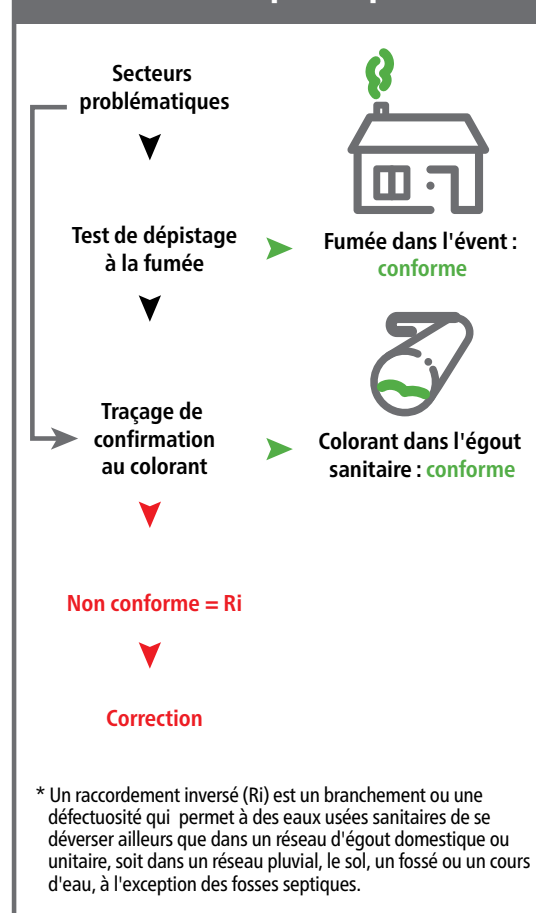 Secteurs
problématiques
Test de dépistage
à la fumée
Fumée dans l'évent :
conforme
Traçage de
confirmation
au colorant
Colorant dans l'égout
sanitaire : conforme
Non conforme = Ri
Correction
* Un raccordement inversé (Ri) est un branchement ou une
défectuosité qui permet à des eaux usées sanitaires de se
déverser ailleurs que dans un réseau d'égout domestique ou
unitaire, soit dans un réseau pluvial, le sol, un fossé ou un cours
d'eau, à l'exception des fosses septiques.